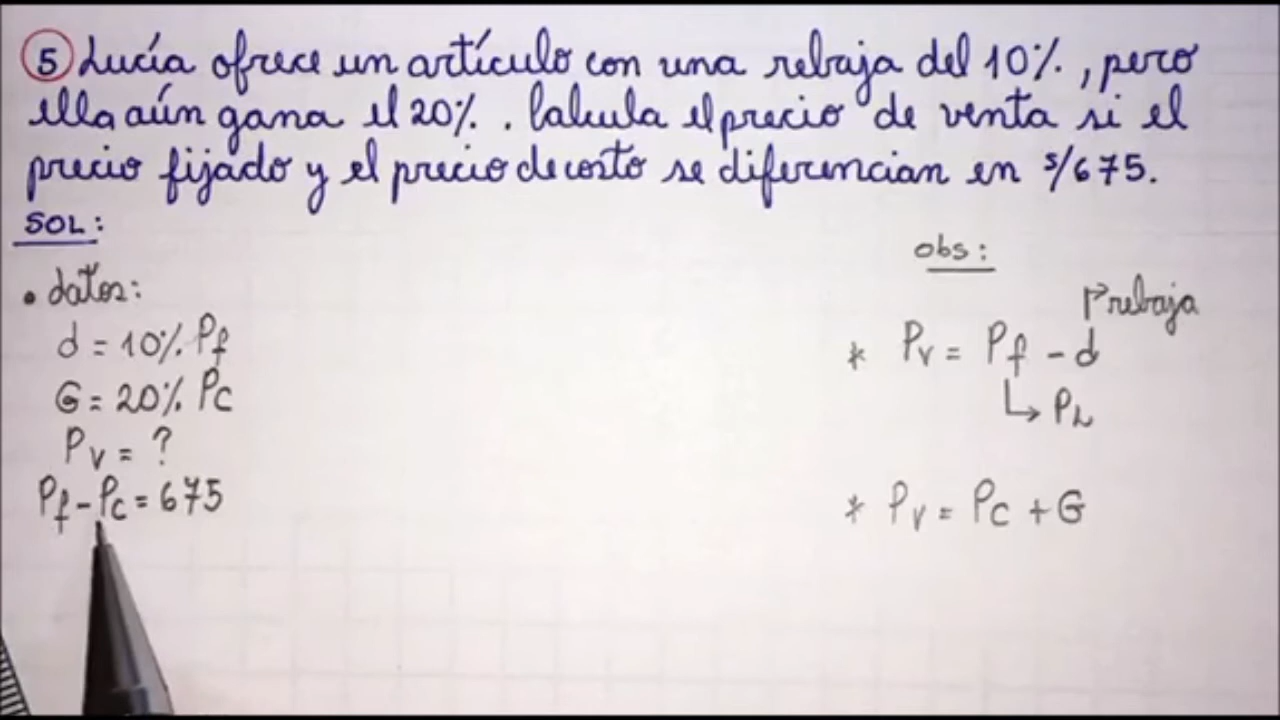 5 Lucía ofrece un artículo con una rebaja del 10%, pero
ella aún gana el 20%. Calcula el precio de venta si el
precio fijado y el precio de costo se diferencian en s/675.
SOL:
• datos:
d = 10% Pf
G = 20% Pc
Pv = ?
Pf - Pc = 675
obs:
rebaja
* Pv = Pf - d
PL
* Pv = Pc + G